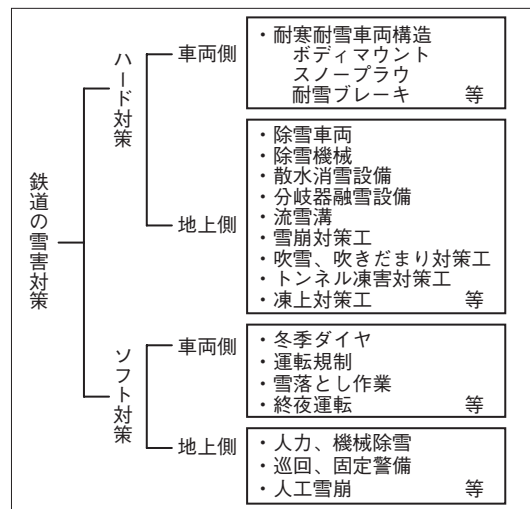 鉄道の雪害対策
ハード対策
車両側
・耐寒耐雪車両構造
ボディマウント
スノープラウ
耐雪ブレーキ 等
地上側
・除雪車両
・除雪機械
・散水消雪設備
・分岐器融雪設備
・流雪溝
・雪崩対策工
・吹雪、吹きだまり対策工
・トンネル凍害対策工
・凍上対策工 等
ソフト対策
車両側
・冬季ダイヤ
・運転規制
・雪落とし作業
・終夜運転 等
地上側
・人力、機械除雪
・巡回、固定警備
・人工雪崩 等